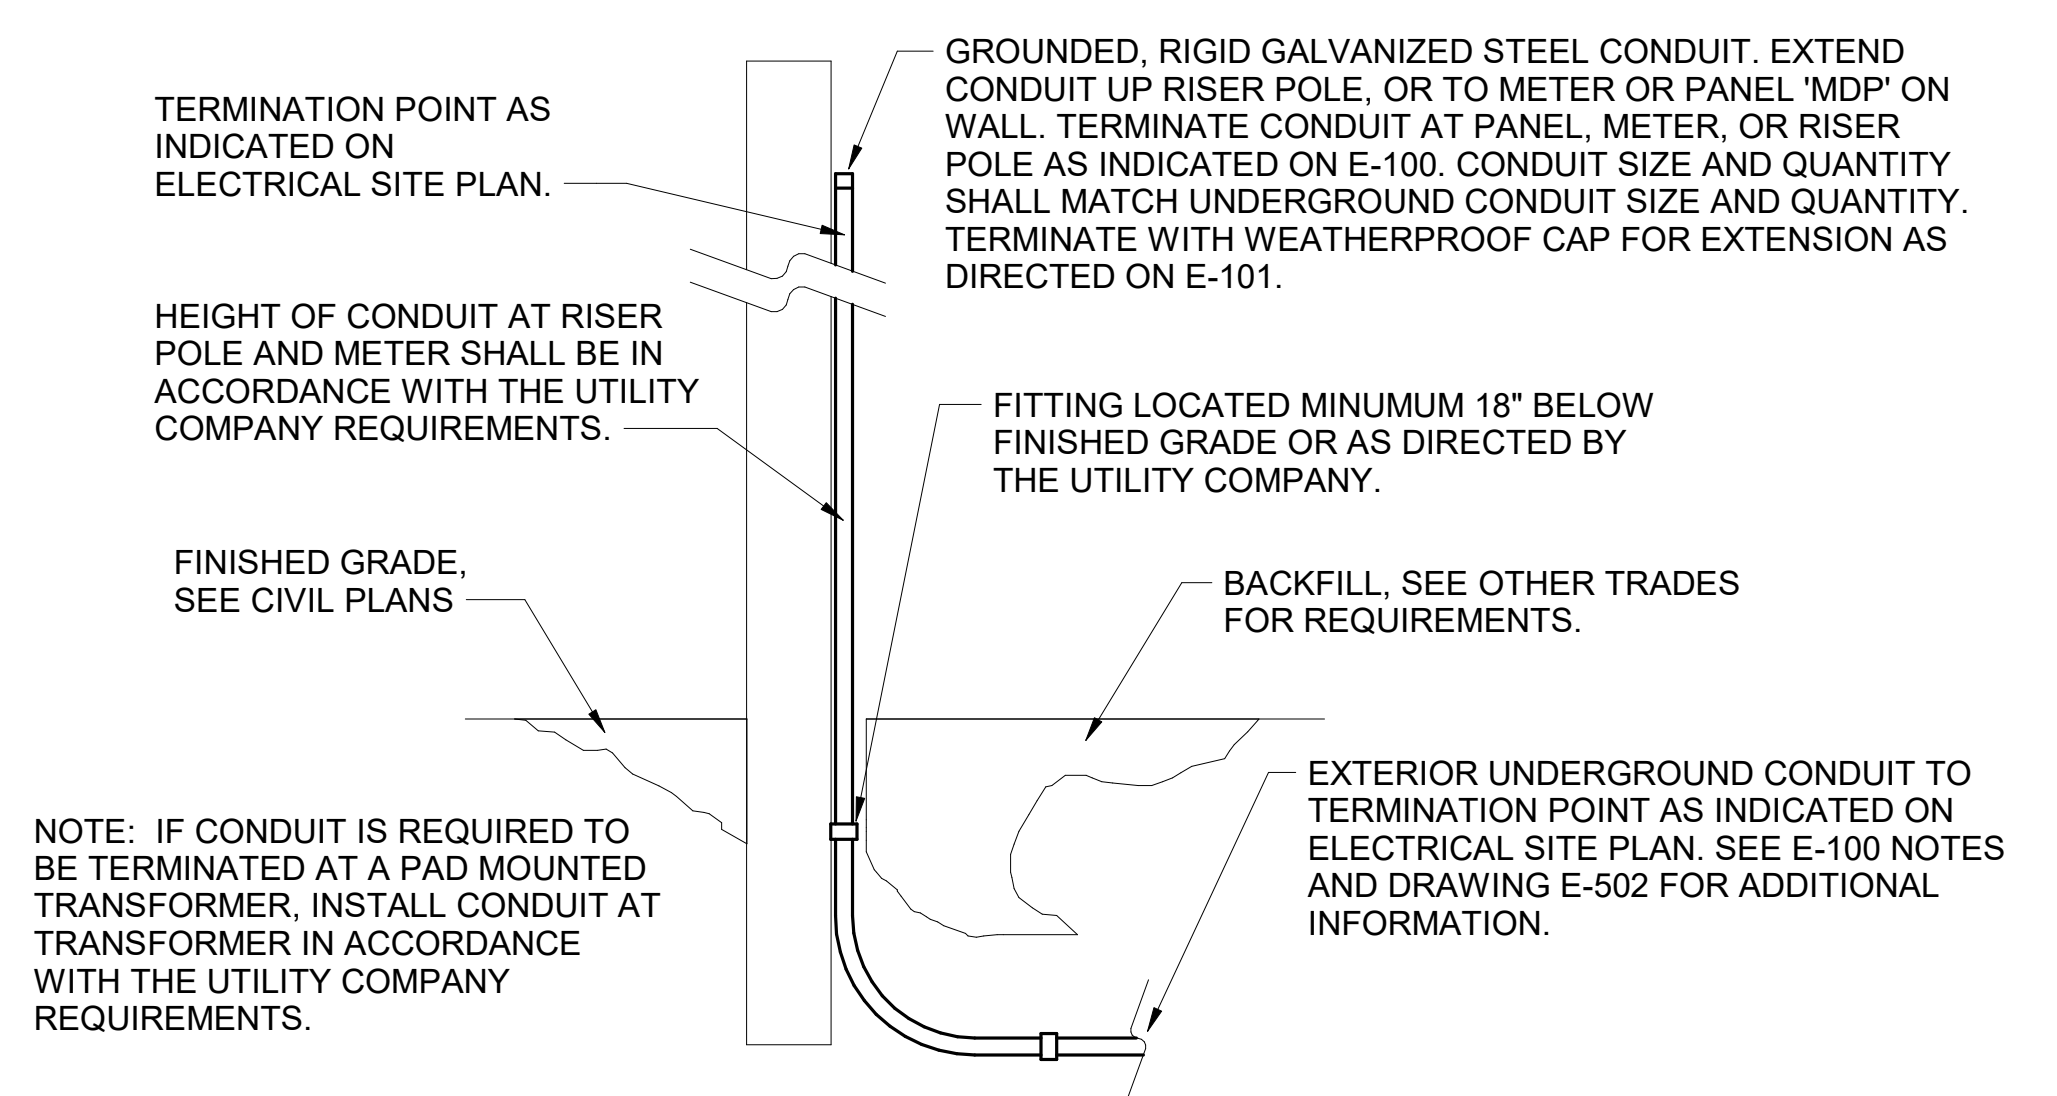 TERMINATION POINT AS
INDICATED ON
ELECTRICAL SITE PLAN.
GROUNDED, RIGID GALVANIZED STEEL CONDUIT. EXTEND
CONDUIT UP RISER POLE, OR TO METER OR PANEL 'MDP' ON
WALL. TERMINATE CONDUIT AT PANEL, METER, OR RISER
POLE AS INDICATED ON E-100. CONDUIT SIZE AND QUANTITY
SHALL MATCH UNDERGROUND CONDUIT SIZE AND QUANTITY.
TERMINATE WITH WEATHERPROOF CAP FOR EXTENSION AS
DIRECTED ON E-101.
HEIGHT OF CONDUIT AT RISER
POLE AND METER SHALL BE IN
ACCORDANCE WITH THE UTILITY
COMPANY REQUIREMENTS.
FITTING LOCATED MINUMUM 18" BELOW
FINISHED GRADE OR AS DIRECTED BY
THE UTILITY COMPANY.
FINISHED GRADE,
SEE CIVIL PLANS
BACKFILL, SEE OTHER TRADES
FOR REQUIREMENTS.
EXTERIOR UNDERGROUND CONDUIT TO
TERMINATION POINT AS INDICATED ON
ELECTRICAL SITE PLAN. SEE E-100 NOTES
AND DRAWING E-502 FOR ADDITIONAL
INFORMATION.
NOTE:  IF CONDUIT IS REQUIRED TO
BE TERMINATED AT A PAD MOUNTED
TRANSFORMER, INSTALL CONDUIT AT
TRANSFORMER IN ACCORDANCE
WITH THE UTILITY COMPANY
REQUIREMENTS.